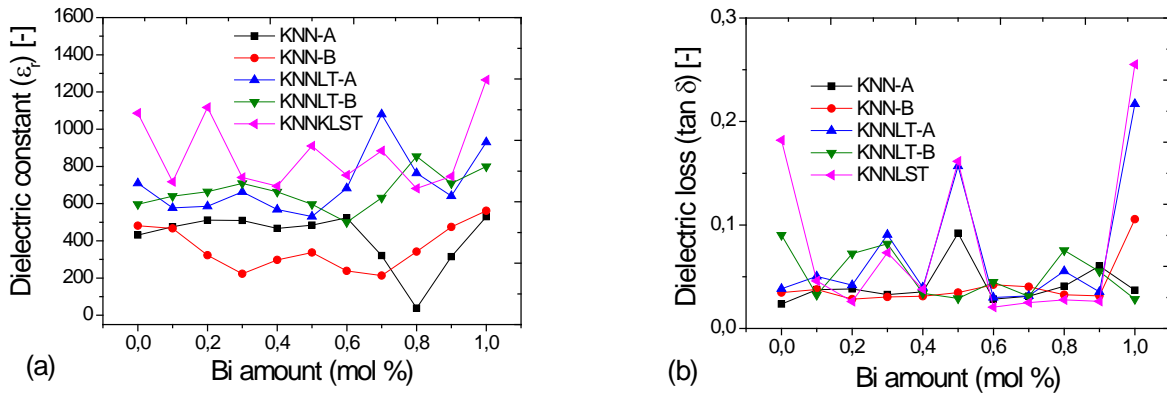 1600
1400
1200
1000
800
600
400
200
0
Dielectric constant (εr) [-]
KNN-A
KNN-B
KNNLT-A
KNNLT-B
KNNKLST
0,0 0,2 0,4 0,6 0,8 1,0
Bi amount (mol %)
(a)
0,3
0,2
0,1
0,0
Dielectric loss (tan δ) [-]
KNN-A
KNN-B
KNNLT-A
KNNLT-B
KNNLST
0,0 0,2 0,4 0,6 0,8 1,0
Bi amount (mol %)
(b)